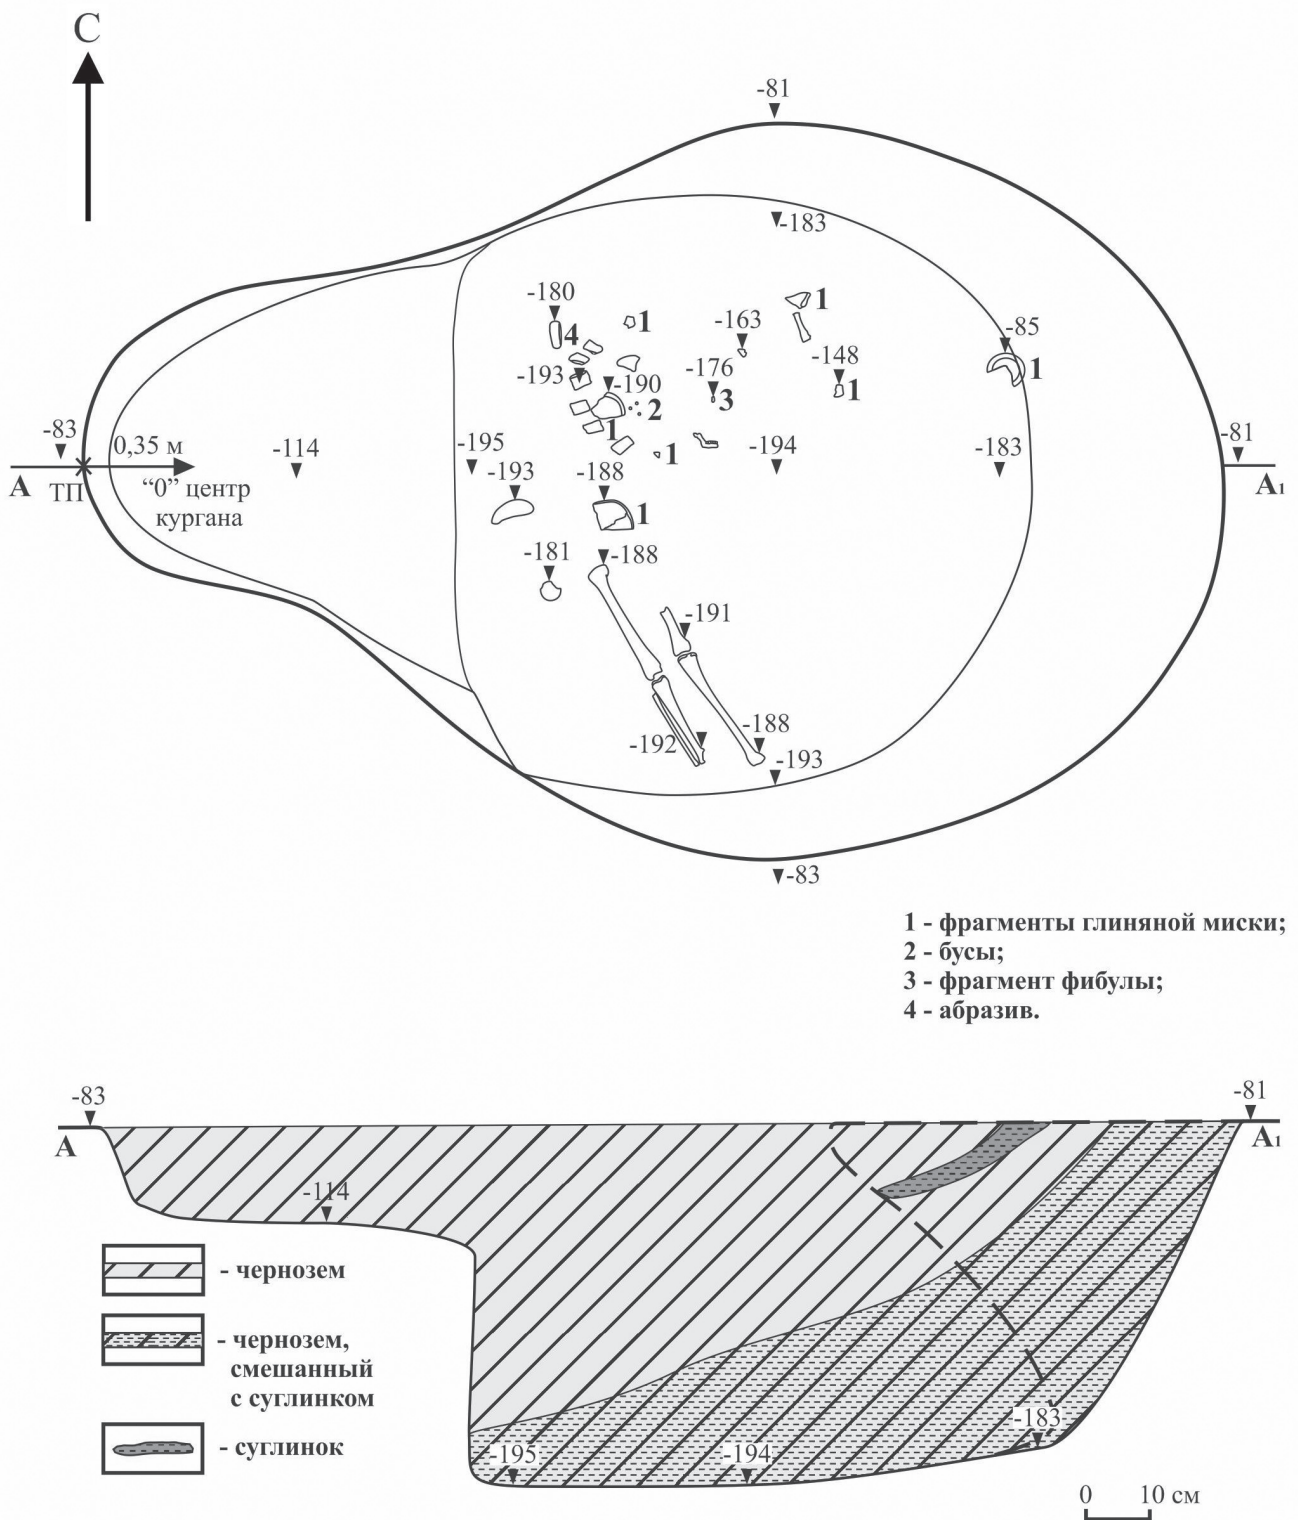 С
-81
-183
-180
4
1
-163
1
-85
1
-193
-190
2
1
-176
3
-148
1
-83
0,35 м
-114
-195
1
-194
-183
-81
А
ТП
“0” центр
кургана
А1
-193
-188
1
-181
-188
-191
-192
-188
-193
-83
1 - фрагменты глиняной миски;
2 - бусы;
3 - фрагмент фибулы;
4 - абразив.
-83
-81
А
А1
-114
- чернозем
- чернозем,
смешанный
с суглинком
- суглинок
-195
-194
-183
0
10 см